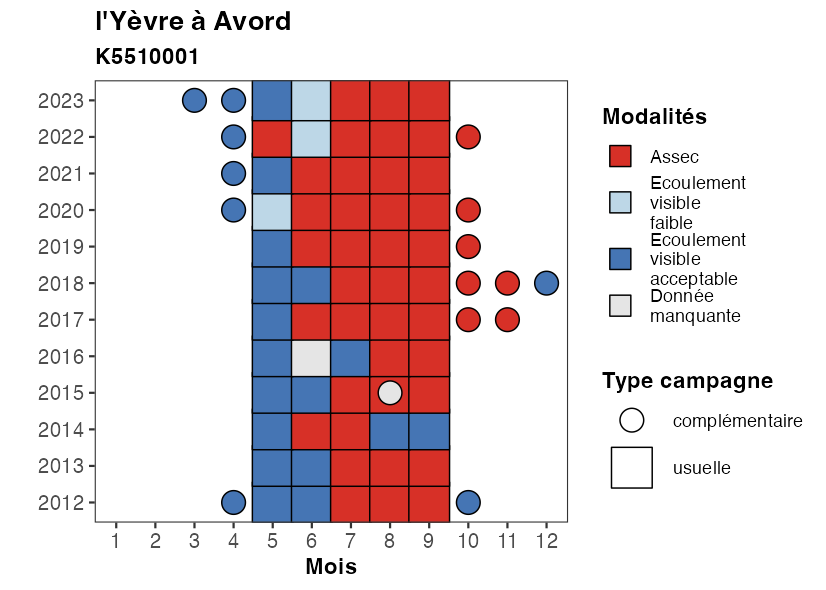 l'Yèvre à Avord
K5510001
2023
2022
2021
2020
2019
2018
2017
2016
2015
2014
2013
2012
1 2 3 4 5 6 7 8 9 10 11 12
Mois
Modalités
Assec
Ecoulement
visible
faible
Ecoulement
visible
acceptable
Donnée
manquante
Type campagne
complémentaire
usuelle